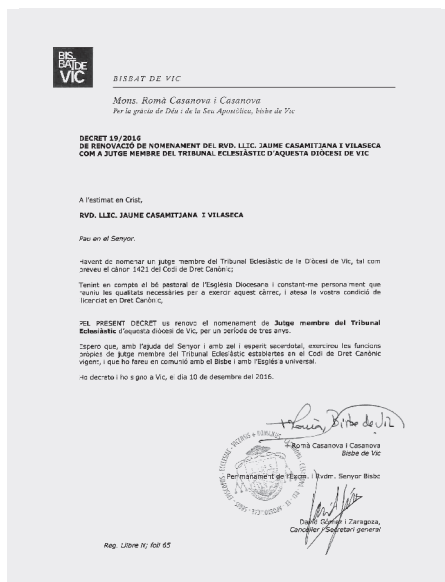 BIS
BATDE
VIC
BISBAT DE VIC
Mons. Romà Casanova i Casanova
Per la gràcia de Déu i de la Seu Apostòlica, bisbe de Vic
DECRET 19/2016
DE RENOVACIÓ DE NOMENAMENT DEL RVD. LLIC. JAUME CASAMITJANA I VILASECA
COM A JUTGE MEMBRE DEL TRIBUNAL ECLESIÀSTIC D'AQUESTA DIÒCESI DE VIC
A l'estimat en Crist,
RVD. LLIC. JAUME CASAMITJANA I VILASECA
Pau en el Senyor.
Havent de nomenar un jutge membre del Tribunal Eclesiàstic de la Diòcesi de Vic, tal com
preveu el cànon 1421 del Codi de Dret Canònic;
Tenint en compte el bé pastoral de l'Església Diocesana i constant-me personalment que
reuniu les qualitats necessàries per a exercir aquest càrrec, i atesa la vostra condició de
llicenciat en Dret Canònic,
PEL PRESENT DECRET us renovo el nomenament de Jutge membre del Tribunal
Eclesiàstic d'aquesta diòcesi de Vic, per un període de tres anys.
Espero que, amb l'ajuda del Senyor i amb zel i esperit sacerdotal, exercireu les funcions
pròpies de jutge membre del Tribunal Eclesiàstic establertes en el Codi de Dret Canònic
vigent, i que ho fareu en comunió amb el Bisbe i amb l'Església universal.
Ho decreto i ho signo a Vic, el dia 10 de desembre del 2016.
+ Romà, Bisbe de Vic
Romà Casanova i Casanova
Bisbe de Vic
Per manament de l'Excm. i Rvdm. Senyor Bisbe
David Gómar i Zaragoza,
Canceller i Secretari general
Reg. Llibre N; foli 65